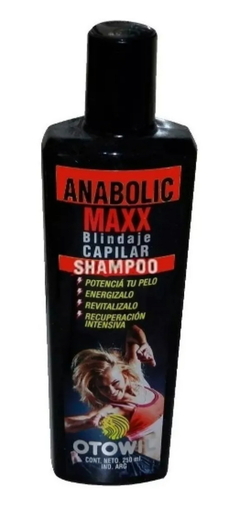 ANABOLIC
MAXX
Blindaje
CAPILAR
SHAMPOO
POTENCIÁ TU PELO
ENERGIZALO
REVITALIZALO
RECUPERACIÓN
INTENSIVA
OTOWIL
CONT. NETO. 250 ml.
IND. ARG